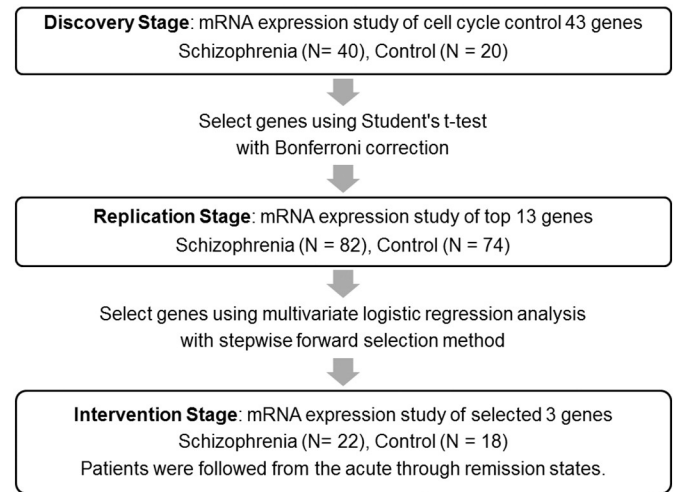 Discovery Stage: mRNA expression study of cell cycle control 43 genes
Schizophrenia (N= 40), Control (N = 20)
Select genes using Student's t-test
with Bonferroni correction
Replication Stage: mRNA expression study of top 13 genes
Schizophrenia (N = 82), Control (N = 74)
Select genes using multivariate logistic regression analysis
with stepwise forward selection method
Intervention Stage: mRNA expression study of selected 3 genes
Schizophrenia (N= 22), Control (N = 18)
Patients were followed from the acute through remission states.